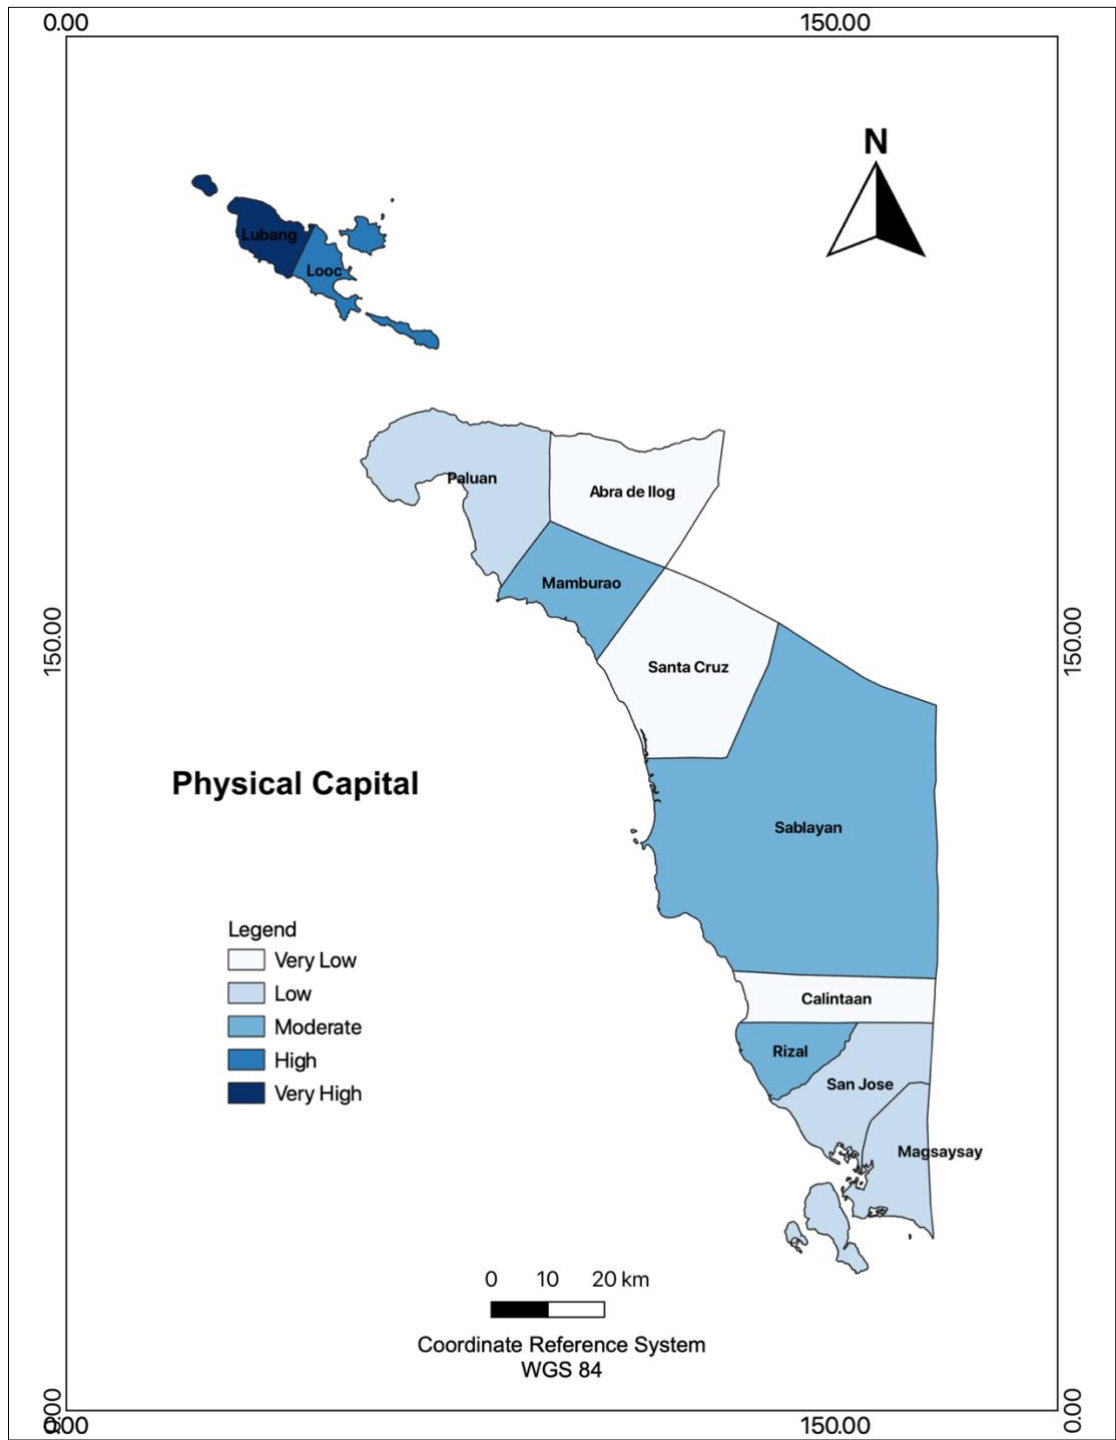 0.00 150.00
N
Lubang
Looc
Paluan
Abra de Ilog
Mamburao
150.00
150.00
Santa Cruz
Physical Capital
Sablayan
Legend
Very Low
Low
Moderate
High
Very High
Calintaan
Rizal
San Jose
Magsaysay
0 10 20 km
Coordinate Reference System
WGS 84
0.00
0.00
0.00 150.00